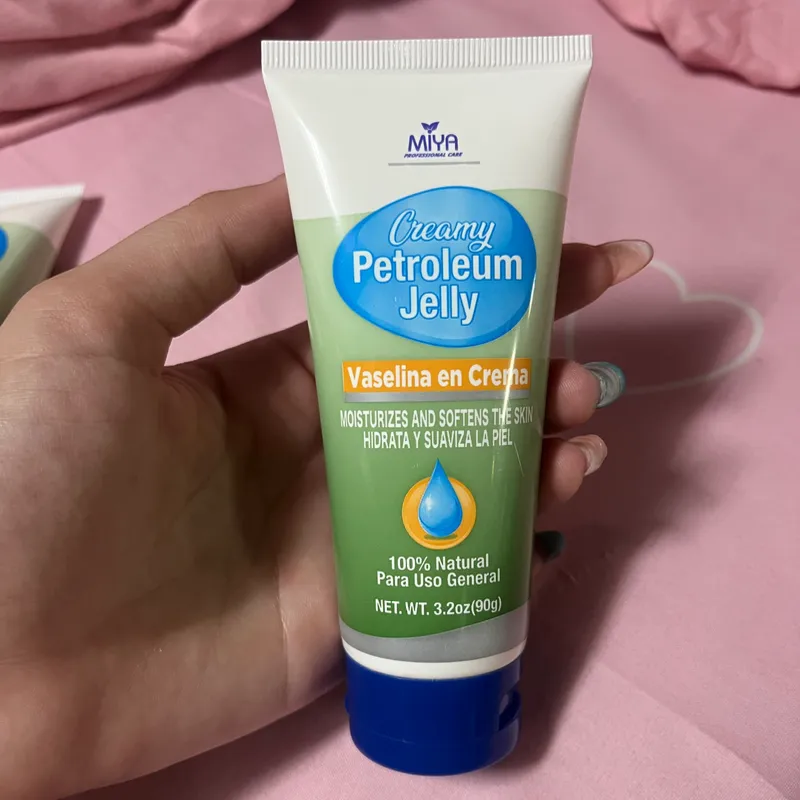 MiYA
PROFESSIONAL CARE
Creamy
Petroleum
Jelly
Vaselina en Crema
MOISTURIZES AND SOFTENS THE SKIN
HIDRATA Y SUAVIZA LA PIEL
100% Natural
Para Uso General
NET. WT. 3.2oz(90g)